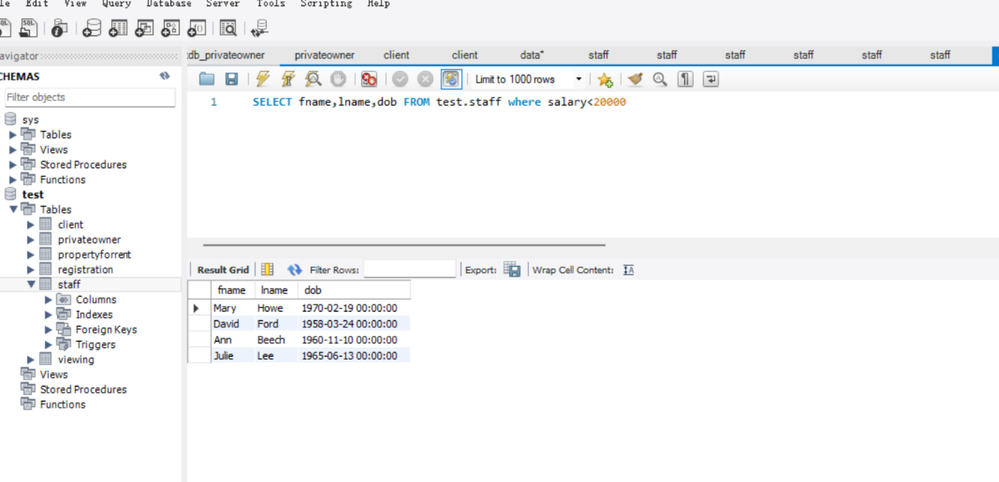 le Edit View Query Database Server Tools Scripting Help
avigator
CHEMAS
Filter objects
sys
Tables
Views
Stored Procedures
Functions
test
Tables
client
privateowner
propertyforrent
registration
staff
Columns
Indexes
Foreign Keys
Triggers
viewing
Views
Stored Procedures
Functions
db_privateowner privateowner client client data* staff staff staff staff staff staff
Limit to 1000 rows
1 SELECT fname,lname,dob FROM test.staff where salary<20000
Result Grid Filter Rows: Export: Wrap Cell Content:
fname lname dob
Mary Howe 1970-02-19 00:00:00
David Ford 1958-03-24 00:00:00
Ann Beech 1960-11-10 00:00:00
Julie Lee 1965-06-13 00:00:00